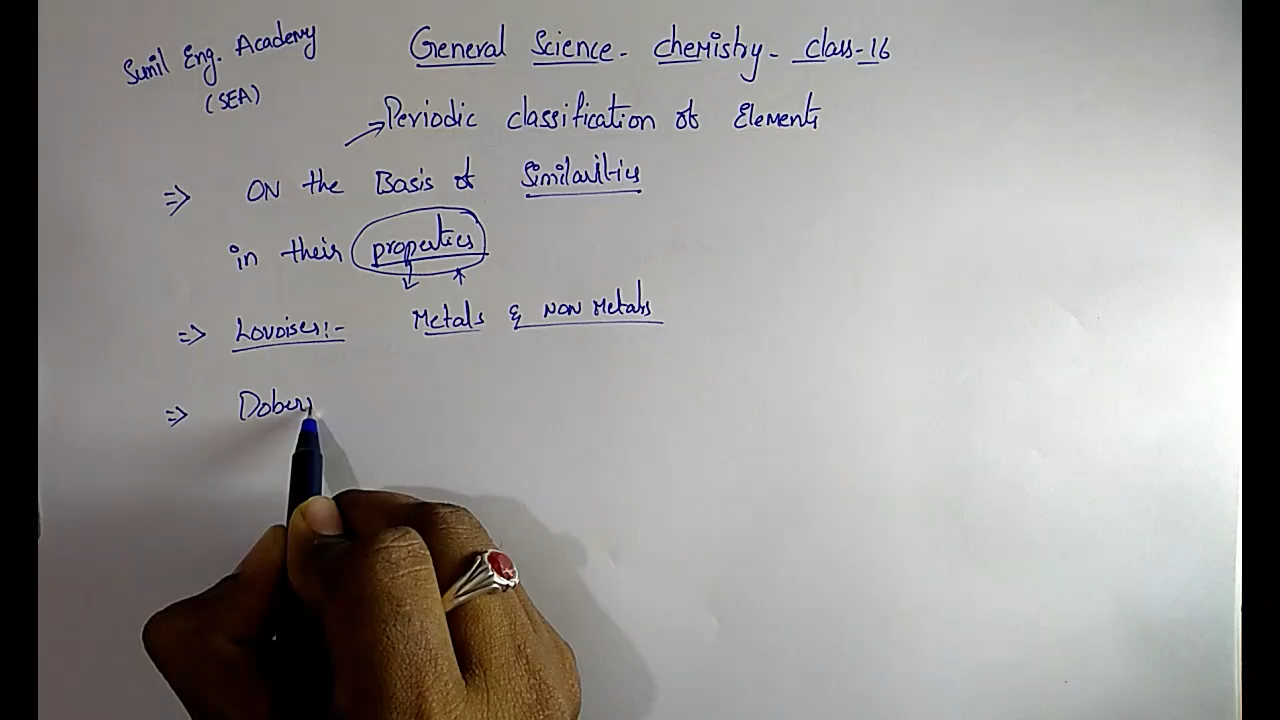 Sunil Eng. Academy
(SEA)
General Science - Chemistry - Class-16
Periodic classification of Elements
⇒ ON the Basis of Similarities
in their properties
⇒ Lovoiser:- Metals & NON Metals
⇒ Dober